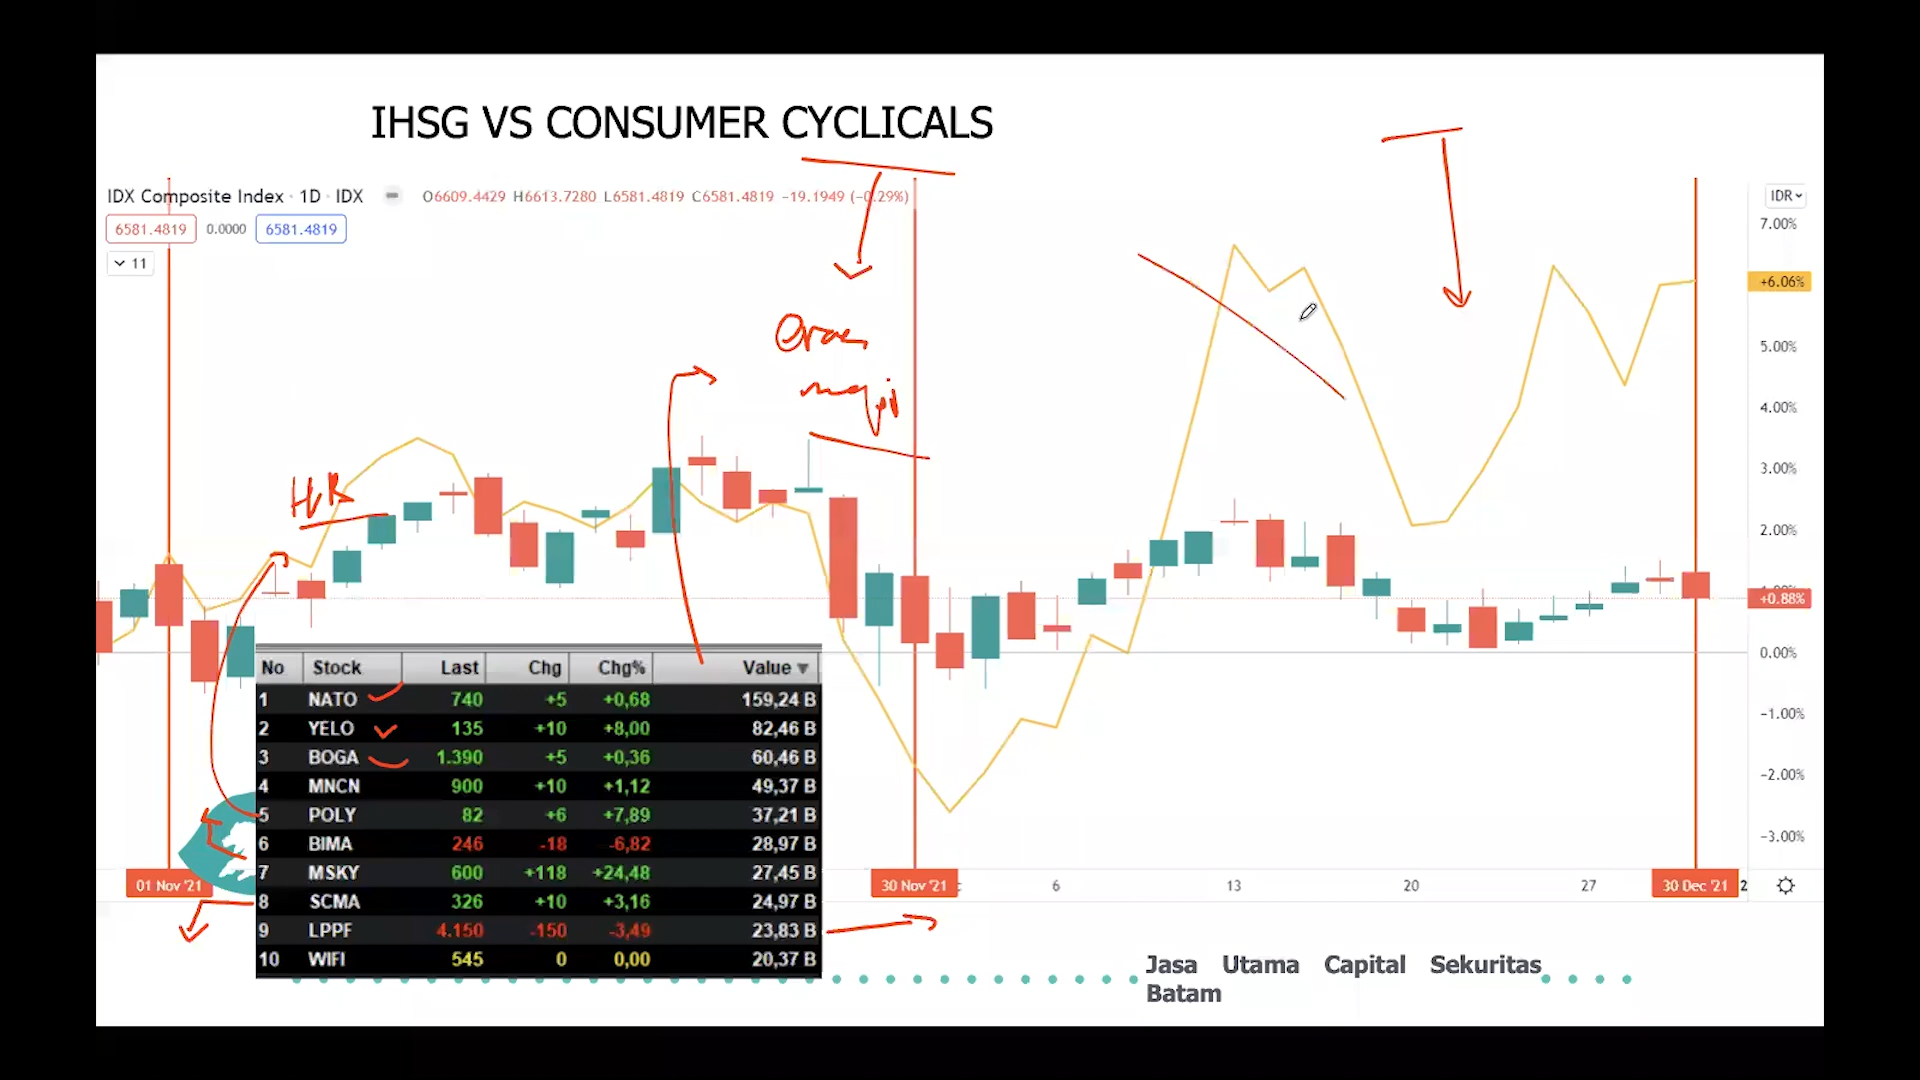 IHSG VS CONSUMER CYCLICALS
IDX Composite Index · 1D · IDX
O6609.4429 H6613.7280 L6581.4819 C6581.4819 −19.1949 (−0.29%)
IDR
6581.4819 0.0000 6581.4819
11
7.00%
+6.06%
5.00%
4.00%
3.00%
2.00%
+0.88%
0.00%
−1.00%
−2.00%
−3.00%
No Stock Last Chg Chg% Value
1 NATO 740 +5 +0,68 159,24 B
2 YELO 135 +10 +8,00 82,46 B
3 BOGA 1.390 +5 +0,36 60,46 B
4 MNCN 900 +10 +1,12 49,37 B
5 POLY 82 +6 +7,89 37,21 B
6 BIMA 246 -18 -6,82 28,97 B
7 MSKY 600 +118 +24,48 27,45 B
8 SCMA 326 +10 +3,16 24,97 B
9 LPPF 4.150 -150 -3,49 23,83 B
10 WIFI 545 0 0,00 20,37 B
01 Nov '21 30 Nov '21 6 13 20 27 30 Dec '21 2
Jasa Utama Capital Sekuritas
Batam